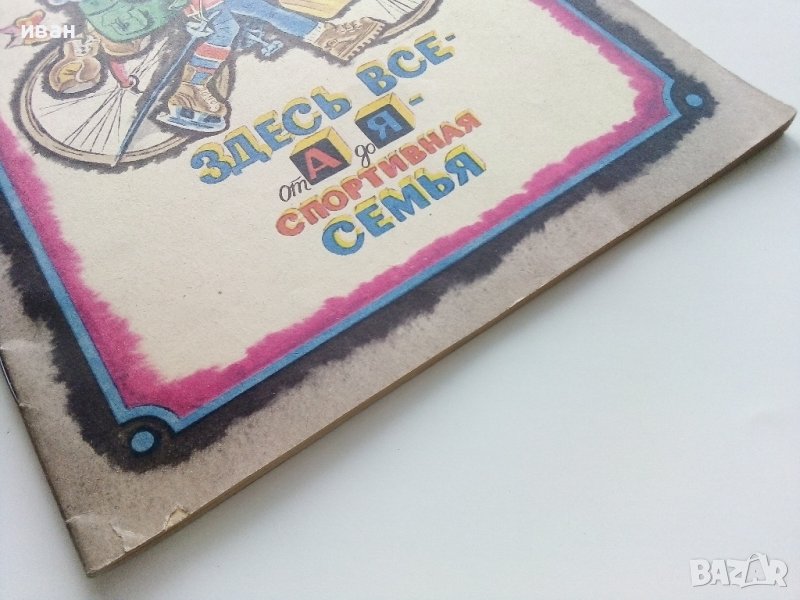 иван
ЗДЕСЬ ВСЕ-
от А до Я-
СПОРТИВНАЯ
СЕМЬЯ
BAZAR